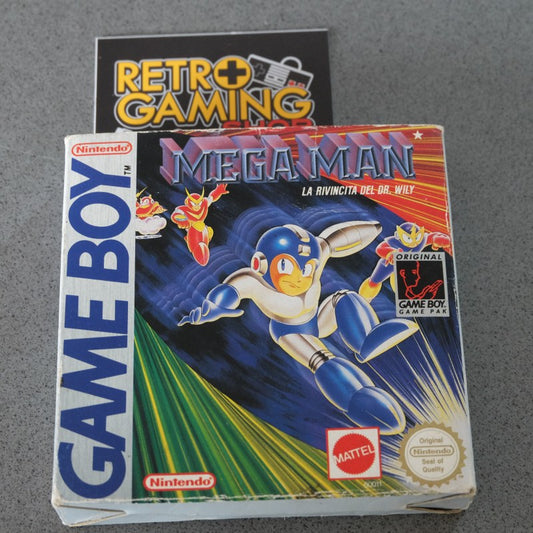 RETRO
GAMING
SHOP
Nintendo
GAME BOY
TM
MEGA MAN
LA RIVINCITA DEL DR. WILY
ORIGINAL
GAME BOY
GAME PAK
Nintendo
MATTEL
Original
Nintendo
Seal of
Quality